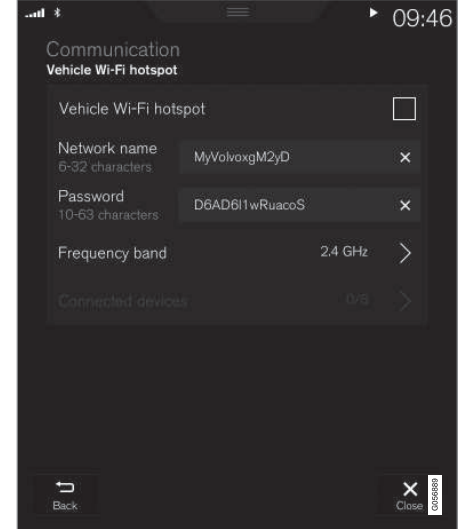 09:46
Communication
Vehicle Wi-Fi hotspot
Vehicle Wi-Fi hotspot
Network name
6-32 characters
MyVolvoxgM2yD
Password
10-63 characters
D6AD6I1wRuacoS
Frequency band
2.4 GHz
Connected devices
0/8
Back
Close
G056889